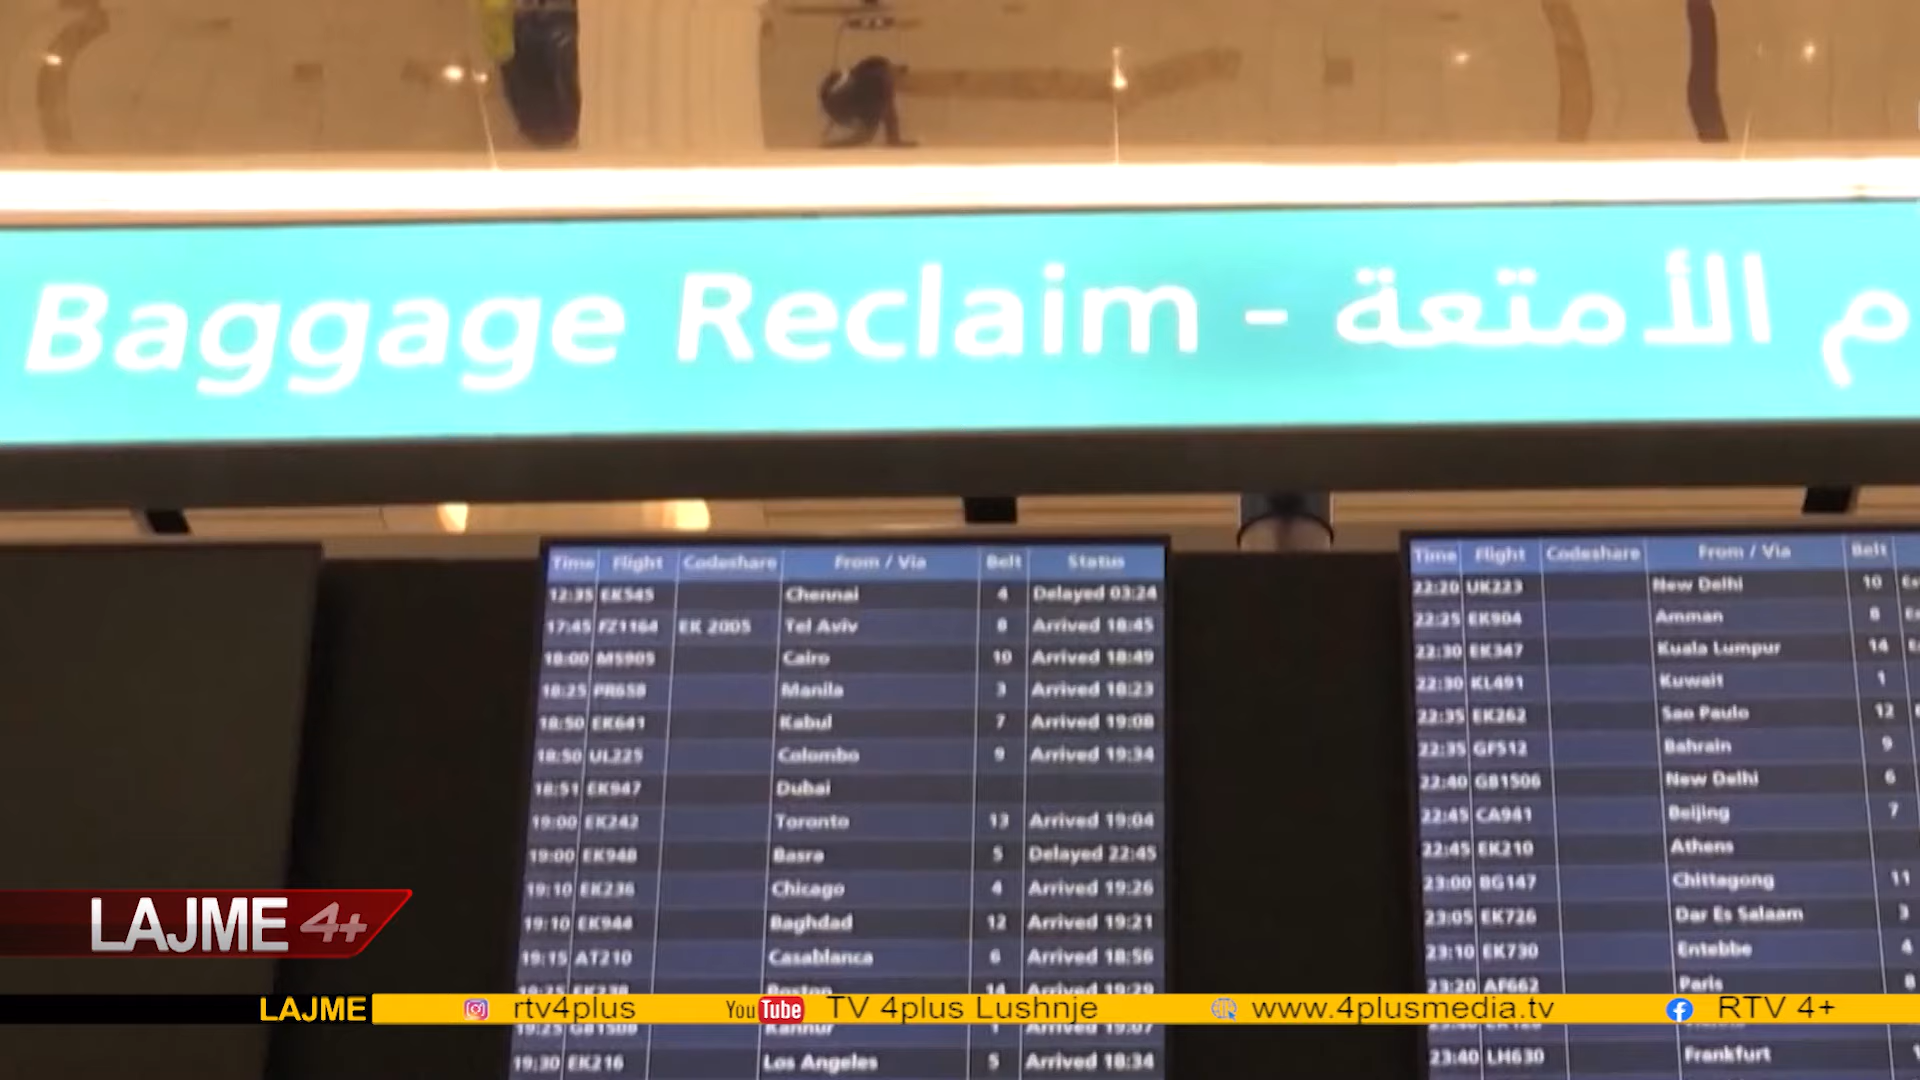 Baggage Reclaim - م الأمتعة
Time Flight Codeshare From / Via Belt Status
12:35 EK545 Chennai 4 Delayed 03:24
17:45 FZ1164 EK 2005 Tel Aviv 8 Arrived 18:45
18:00 MS905 Cairo 10 Arrived 18:49
18:25 PR658 Manila 3 Arrived 18:23
18:50 EK641 Kabul 7 Arrived 19:08
18:50 UL225 Colombo 9 Arrived 19:34
18:51 EK947 Dubai
19:00 EK242 Toronto 13 Arrived 19:04
19:00 EK948 Basra 5 Delayed 22:45
19:10 EK236 Chicago 4 Arrived 19:26
19:10 EK944 Baghdad 12 Arrived 19:21
19:15 AT210 Casablanca 6 Arrived 18:56
19:25 EK238 Boston 14 Arrived 19:29
19:30 EK216 Los Angeles 5 Arrived 18:34
Time Flight Codeshare From / Via Belt
22:20 UK223 New Delhi 10
22:25 EK904 Amman 8
22:30 EK347 Kuala Lumpur 14
22:30 KL491 Kuwait 1
22:35 EK262 Sao Paulo 12
22:35 GF512 Bahrain 9
22:40 G81506 New Delhi 6
22:45 CA941 Beijing 7
22:45 EK210 Athens
23:00 BG147 Chittagong 11
23:05 EK726 Dar Es Salaam 3
23:10 EK730 Entebbe 4
23:20 AF662 Paris 8
23:40 LH630 Frankfurt
LAJME 4+
LAJME rtv4plus YouTube TV 4plus Lushnje www.4plusmedia.tv RTV 4+